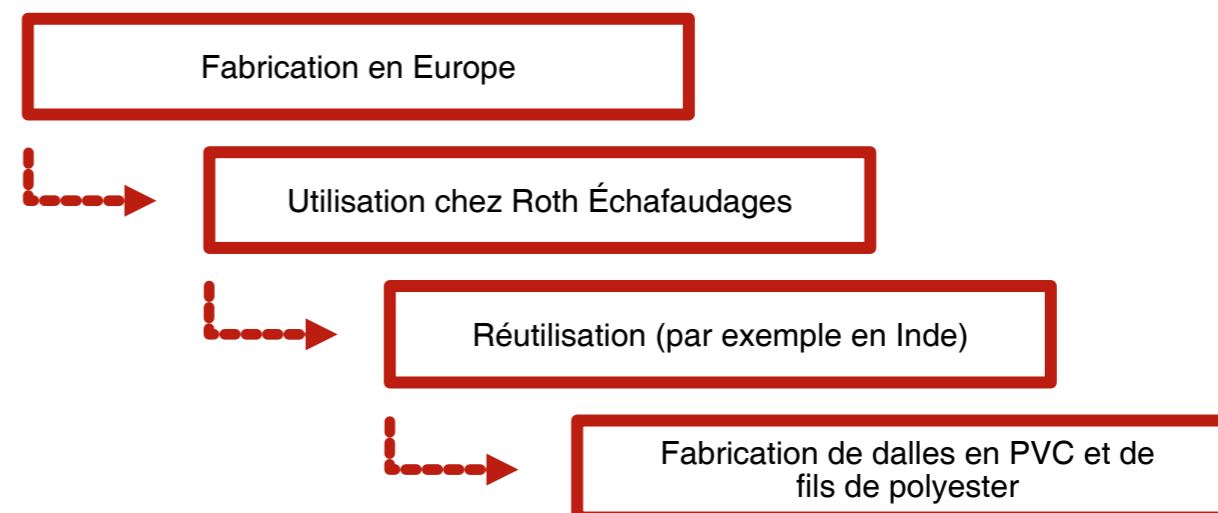 Fabrication en Europe
Utilisation chez Roth Échafaudages
Réutilisation (par exemple en Inde)
Fabrication de dalles en PVC et de
fils de polyester